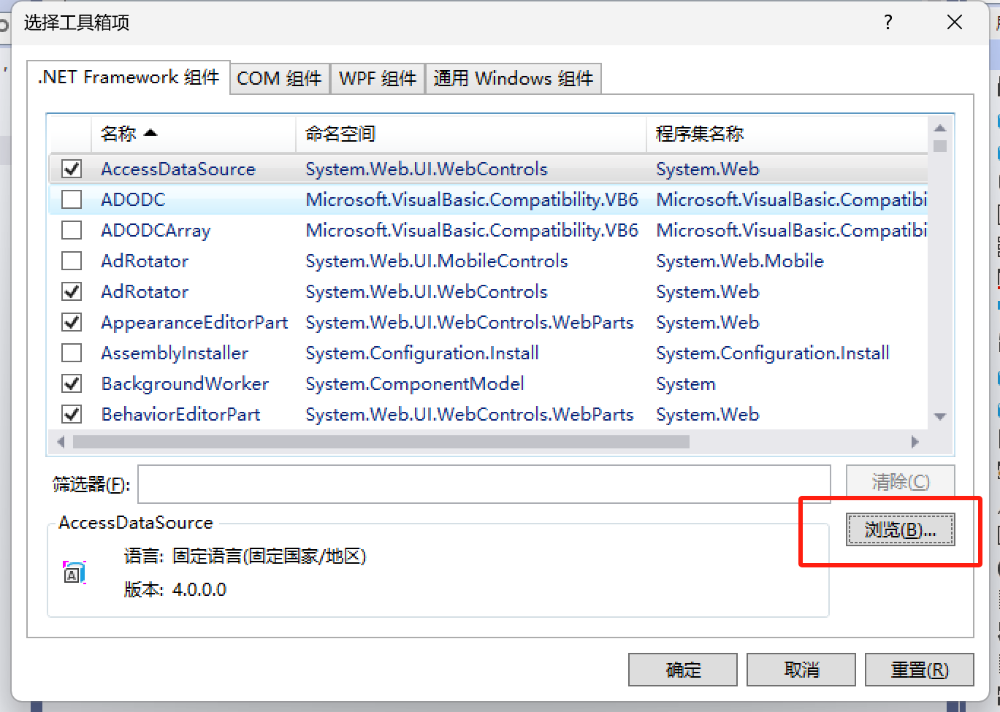 选择工具箱项
?
.NET Framework 组件 COM 组件 WPF 组件 通用 Windows 组件
名称 命名空间 程序集名称
AccessDataSource System.Web.UI.WebControls System.Web
ADODC Microsoft.VisualBasic.Compatibility.VB6 Microsoft.VisualBasic.Compatibi
ADODCArray Microsoft.VisualBasic.Compatibility.VB6 Microsoft.VisualBasic.Compatibi
AdRotator System.Web.UI.MobileControls System.Web.Mobile
AdRotator System.Web.UI.WebControls System.Web
AppearanceEditorPart System.Web.UI.WebControls.WebParts System.Web
AssemblyInstaller System.Configuration.Install System.Configuration.Install
BackgroundWorker System.ComponentModel System
BehaviorEditorPart System.Web.UI.WebControls.WebParts System.Web
筛选器(F): 清除(C)
AccessDataSource 浏览(B)...
语言: 固定语言(固定国家/地区)
A
版本: 4.0.0.0
确定 取消 重置(R)